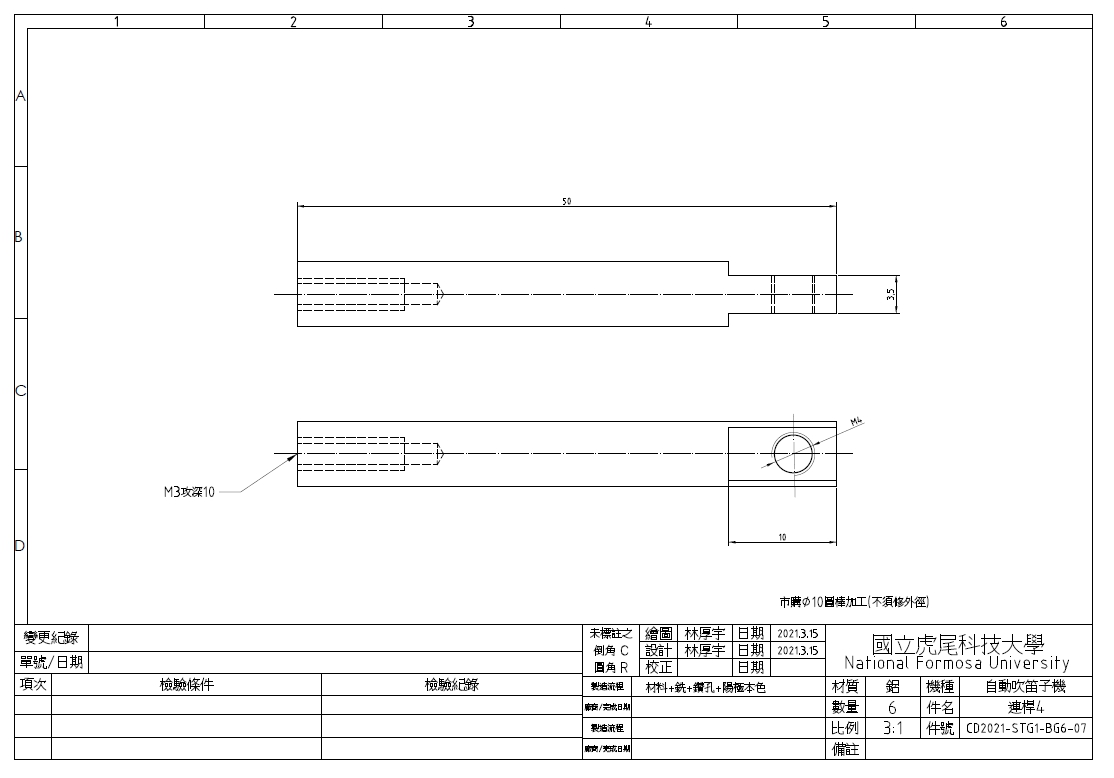 1 2 3 4 5 6
A
B
C
D
50
3.5
M4
M3攻深10
10
市購Φ10圓棒加工(不須修外徑)
變更紀錄
單號/日期
項次 檢驗條件 檢驗紀錄
未標註之 繪圖 林厚宇 日期 2021.3.15
倒角 C 設計 林厚宇 日期 2021.3.15
圓角 R 校正 日期
製造流程 材料+銑+鑽孔+陽極本色
廠商/完成日期
製造流程
廠商/完成日期
國立虎尾科技大學
National Formosa University
材質 鋁 機種 自動吹笛子機
數量 6 件名 連桿4
比例 3:1 件號 CD2021-STG1-BG6-07
備註